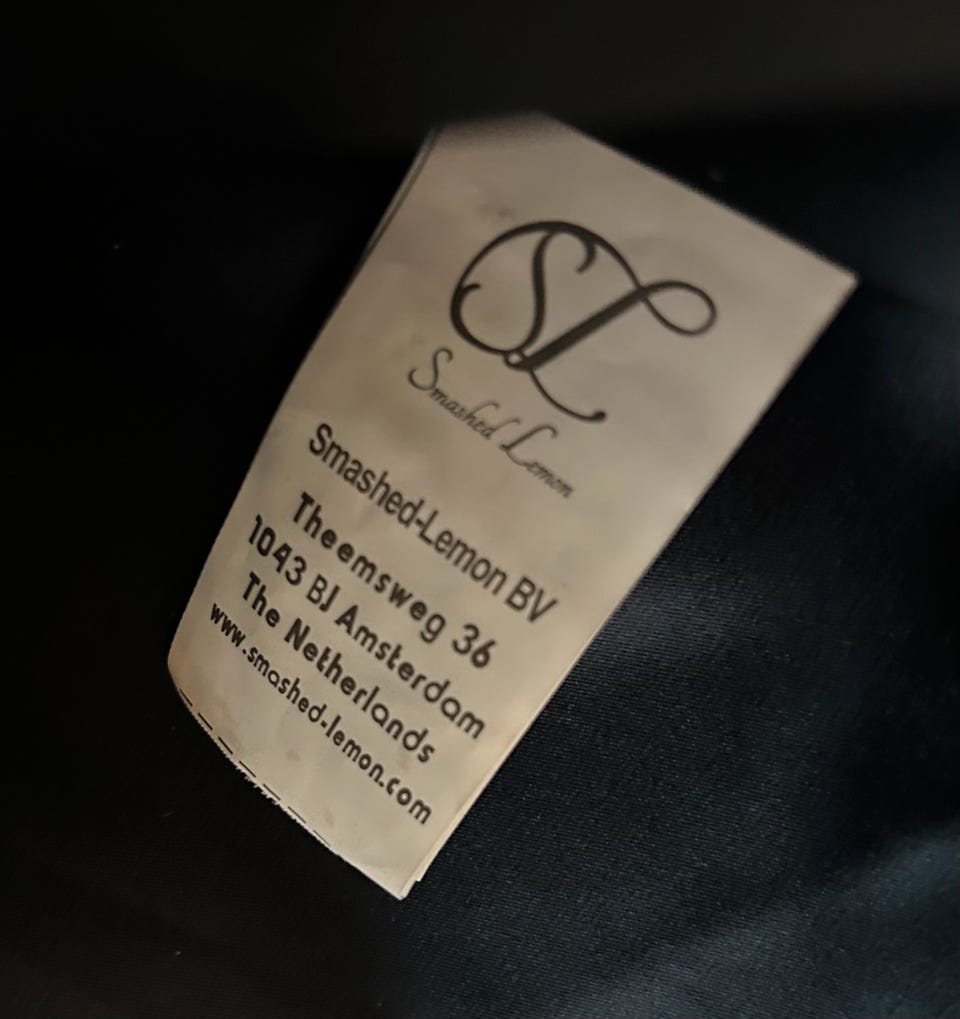 SL
Smashed Lemon
Smashed-Lemon BV
Theemsweg 36
1043 BJ Amsterdam
The Netherlands
www.smashed-lemon.com